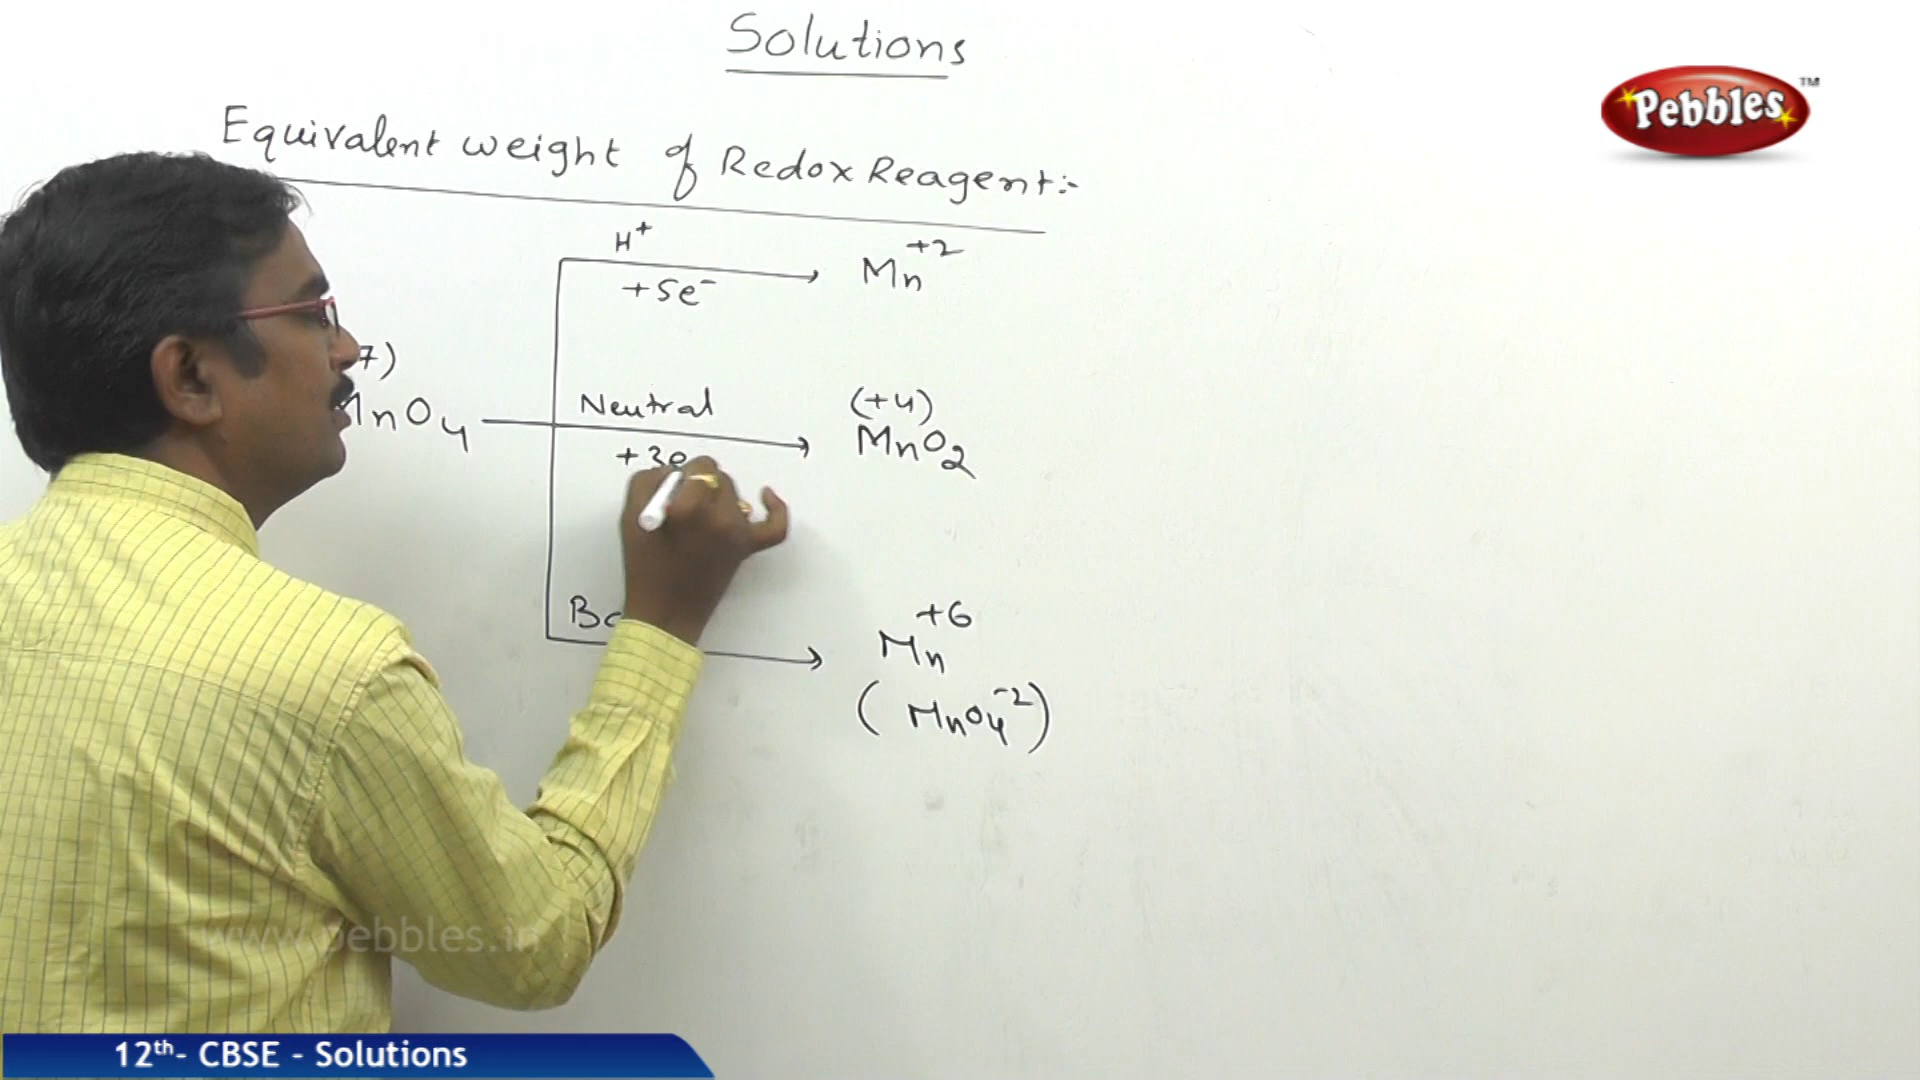 Solutions
Pebbles™
Equivalent weight of Redox Reagent:-
H⁺
+5e⁻
Mn⁺²
7)
MnO₄
Neutral
+3e
(+4)
MnO₂
Mn⁺⁶
(MnO₄⁻²)
www.pebbles.in
12ᵗʰ- CBSE - Solutions